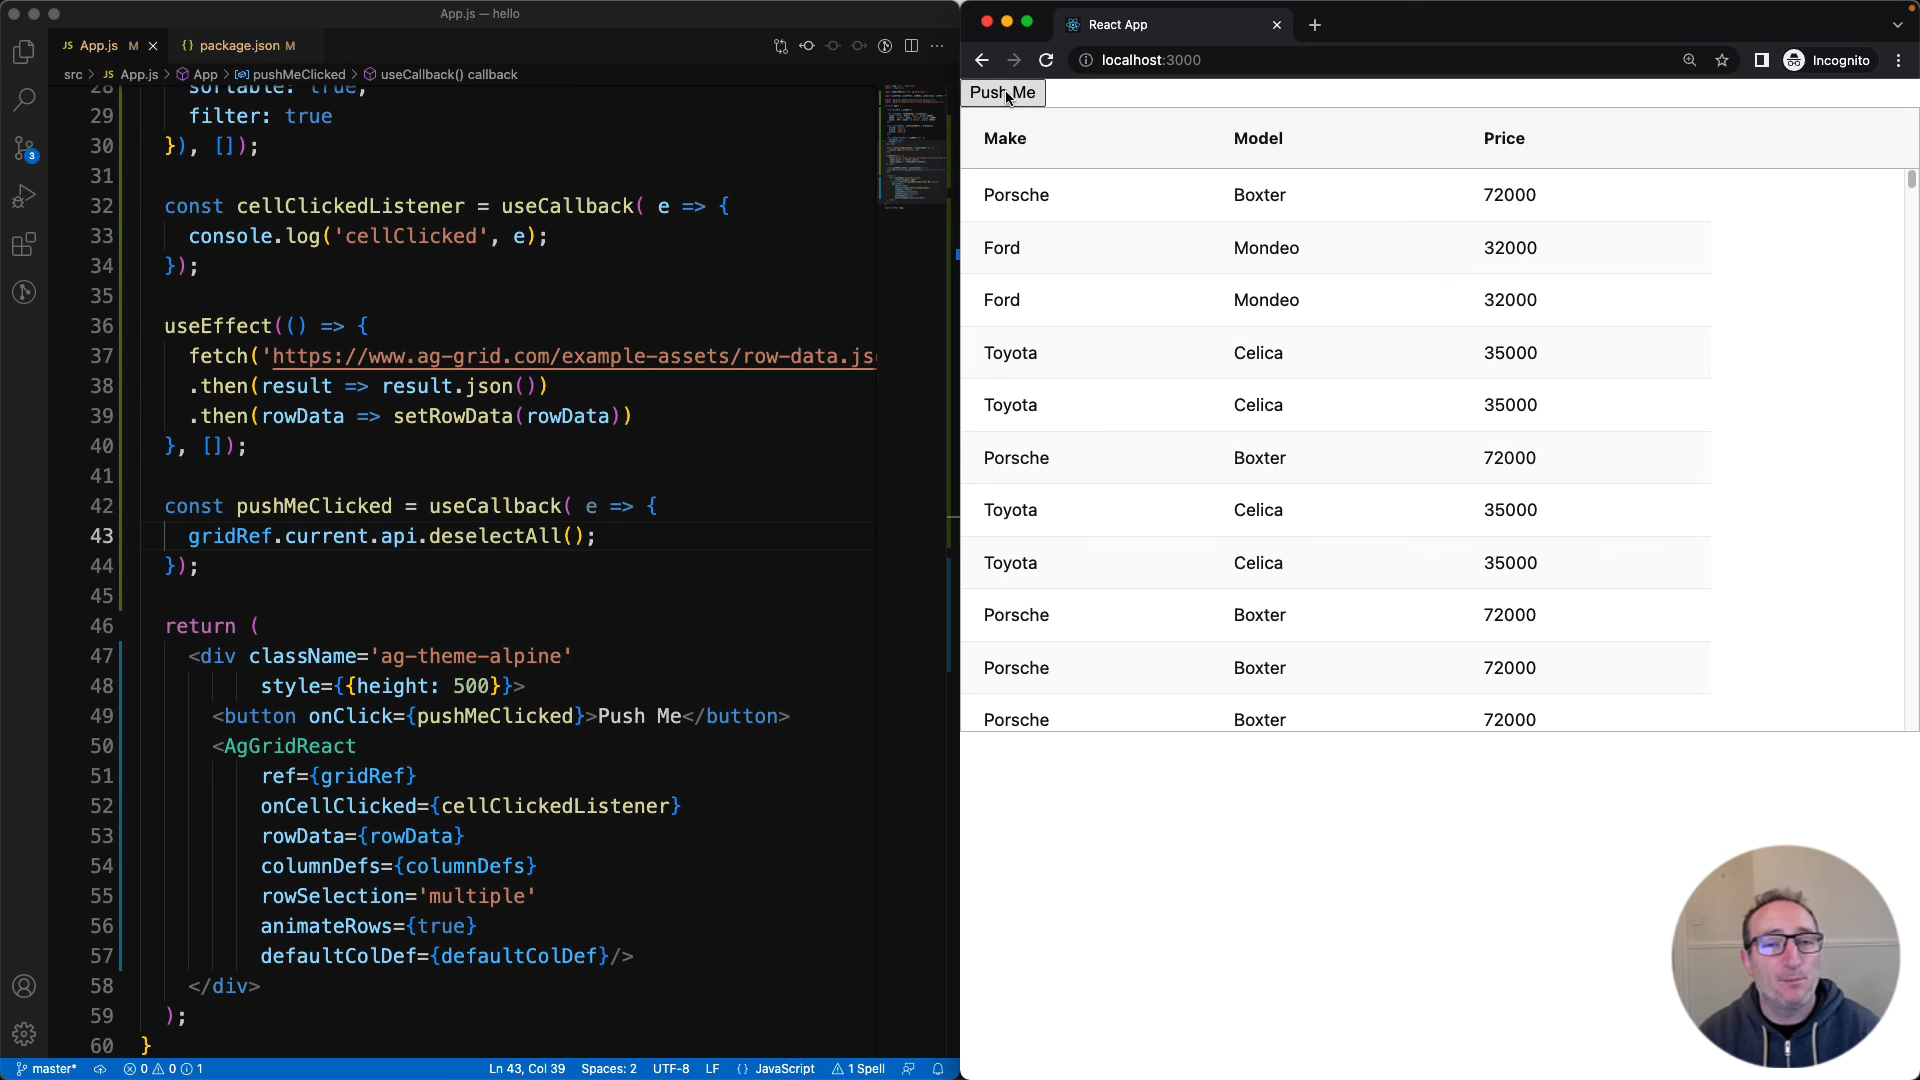 App.js — hello
JS App.js M
{} package.json M
src > JS App.js > App > pushMeClicked > useCallback() callback
28 sortable: true,
29 filter: true
30 }), []);
31
32 const cellClickedListener = useCallback( e => {
33 console.log('cellClicked', e);
34 });
35
36 useEffect(() => {
37 fetch('https://www.ag-grid.com/example-assets/row-data.js
38 .then(result => result.json())
39 .then(rowData => setRowData(rowData))
40 }, []);
41
42 const pushMeClicked = useCallback( e => {
43 gridRef.current.api.deselectAll();
44 });
45
46 return (
47 <div className='ag-theme-alpine'
48 style={{height: 500}}>
49 <button onClick={pushMeClicked}>Push Me</button>
50 <AgGridReact
51 ref={gridRef}
52 onCellClicked={cellClickedListener}
53 rowData={rowData}
54 columnDefs={columnDefs}
55 rowSelection='multiple'
56 animateRows={true}
57 defaultColDef={defaultColDef}/>
58 </div>
59 );
60 }
3
master* 0 0 1 Ln 43, Col 39 Spaces: 2 UTF-8 LF {} JavaScript 1 Spell
React App
localhost:3000
Incognito
Push Me
Make Model Price
Porsche Boxter 72000
Ford Mondeo 32000
Ford Mondeo 32000
Toyota Celica 35000
Toyota Celica 35000
Porsche Boxter 72000
Toyota Celica 35000
Toyota Celica 35000
Porsche Boxter 72000
Porsche Boxter 72000
Porsche Boxter 72000